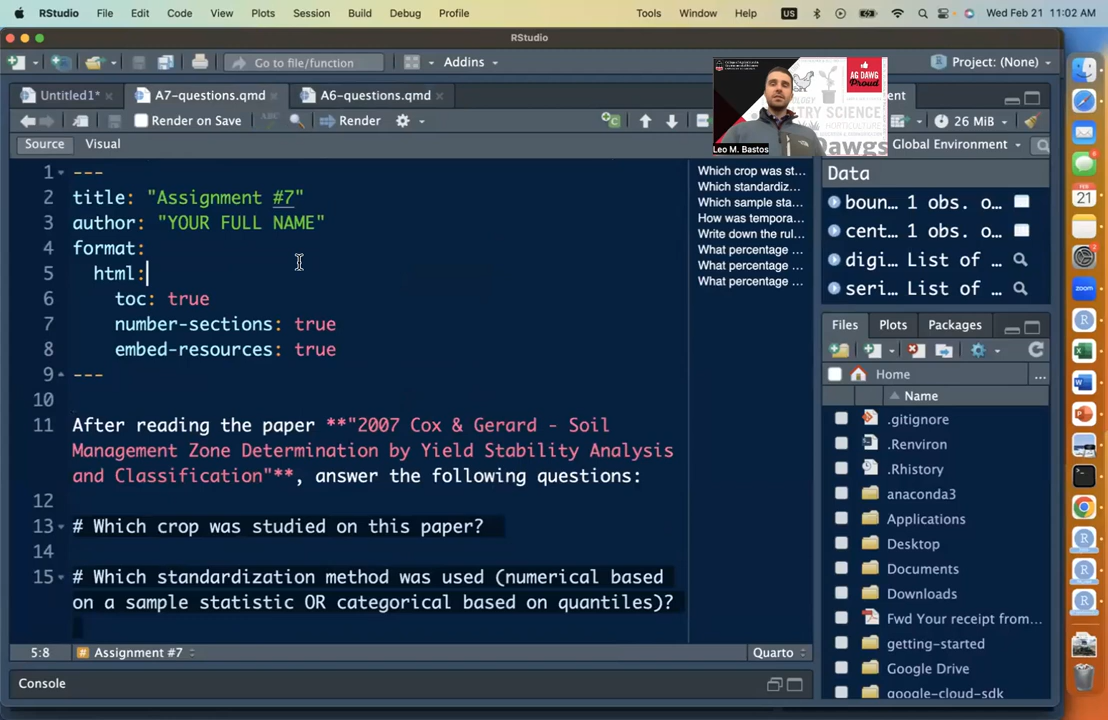 RStudio File Edit Code View Plots Session Build Debug Profile Tools Window Help US Wed Feb 21 11:02 AM
RStudio
Go to file/function Addins Project: (None)
Untitled1* A7-questions.qmd A6-questions.qmd
Render on Save ABC Render 26 MiB
Source Visual Global Environment
AG DAWG
Proud
Leo M. Bastos
Dawgs
1 ---
2 title: "Assignment #7"
3 author: "YOUR FULL NAME"
4 format:
5 html:
6 toc: true
7 number-sections: true
8 embed-resources: true
9 ---
10
11 After reading the paper **"2007 Cox & Gerard - Soil
Management Zone Determination by Yield Stability Analysis
and Classification"**, answer the following questions:
12
13 # Which crop was studied on this paper?
14
15 # Which standardization method was used (numerical based
on a sample statistic OR categorical based on quantiles)?
5:8 # Assignment #7 Quarto
Console
Which crop was st...
Which standardiz...
Which sample sta...
How was tempora...
Write down the rul...
What percentage ...
What percentage ...
What percentage ...
Data
boun... 1 obs. o...
cent... 1 obs. o...
digi... List of ...
seri... List of ...
Files Plots Packages
Home ...
Name
.gitignore
.Renviron
.Rhistory
anaconda3
Applications
Desktop
Documents
Downloads
Fwd Your receipt from...
getting-started
Google Drive
google-cloud-sdk
FEB
21
zoom